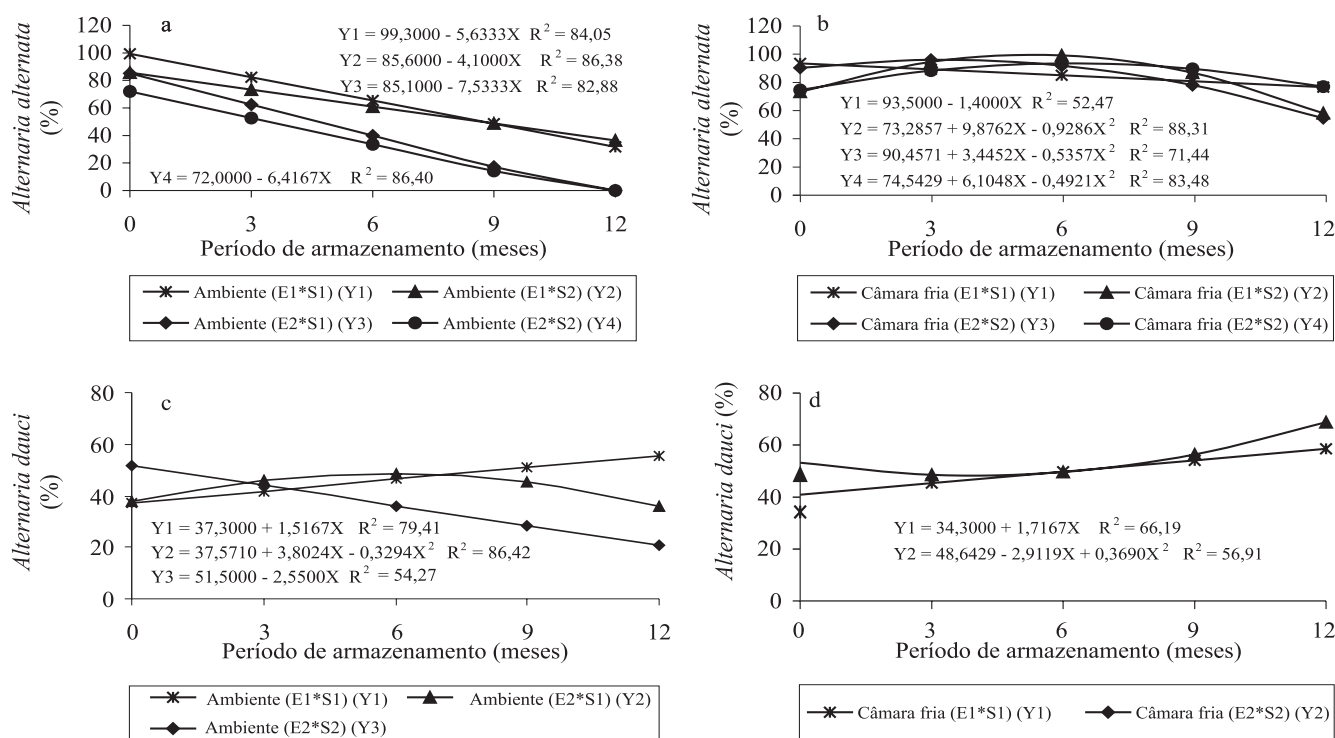 a
Alternaria alternata
(%)
120
100
80
60
40
20
0
Y1 = 99,3000 - 5,6333X R² = 84,05
Y2 = 85,6000 - 4,1000X R² = 86,38
Y3 = 85,1000 - 7,5333X R² = 82,88
Y4 = 72,0000 - 6,4167X R² = 86,40
0 3 6 9 12
Período de armazenamento (meses)
Ambiente (E1*S1) (Y1) Ambiente (E1*S2) (Y2)
Ambiente (E2*S1) (Y3) Ambiente (E2*S2) (Y4)
b
Alternaria alternata
(%)
120
100
80
60
40
20
0
Y1 = 93,5000 - 1,4000X R² = 52,47
Y2 = 73,2857 + 9,8762X - 0,9286X² R² = 88,31
Y3 = 90,4571 + 3,4452X - 0,5357X² R² = 71,44
Y4 = 74,5429 + 6,1048X - 0,4921X² R² = 83,48
0 3 6 9 12
Período de armazenamento (meses)
Câmara fria (E1*S1) (Y1) Câmara fria (E1*S2) (Y2)
Câmara fria (E2*S2) (Y3) Câmara fria (E2*S2) (Y4)
c
Alternaria dauci
(%)
80
60
40
20
0
Y1 = 37,3000 + 1,5167X R² = 79,41
Y2 = 37,5710 + 3,8024X - 0,3294X² R² = 86,42
Y3 = 51,5000 - 2,5500X R² = 54,27
0 3 6 9 12
Período de armazenamento (meses)
Ambiente (E1*S1) (Y1) Ambiente (E2*S1) (Y2)
Ambiente (E2*S2) (Y3)
d
Alternaria dauci (%)
80
60
40
20
0
Y1 = 34,3000 + 1,7167X R² = 66,19
Y2 = 48,6429 - 2,9119X + 0,3690X² R² = 56,91
0 3 6 9 12
Período de armazenamento (meses)
Câmara fria (E1*S1) (Y1) Câmara fria (E2*S2) (Y2)